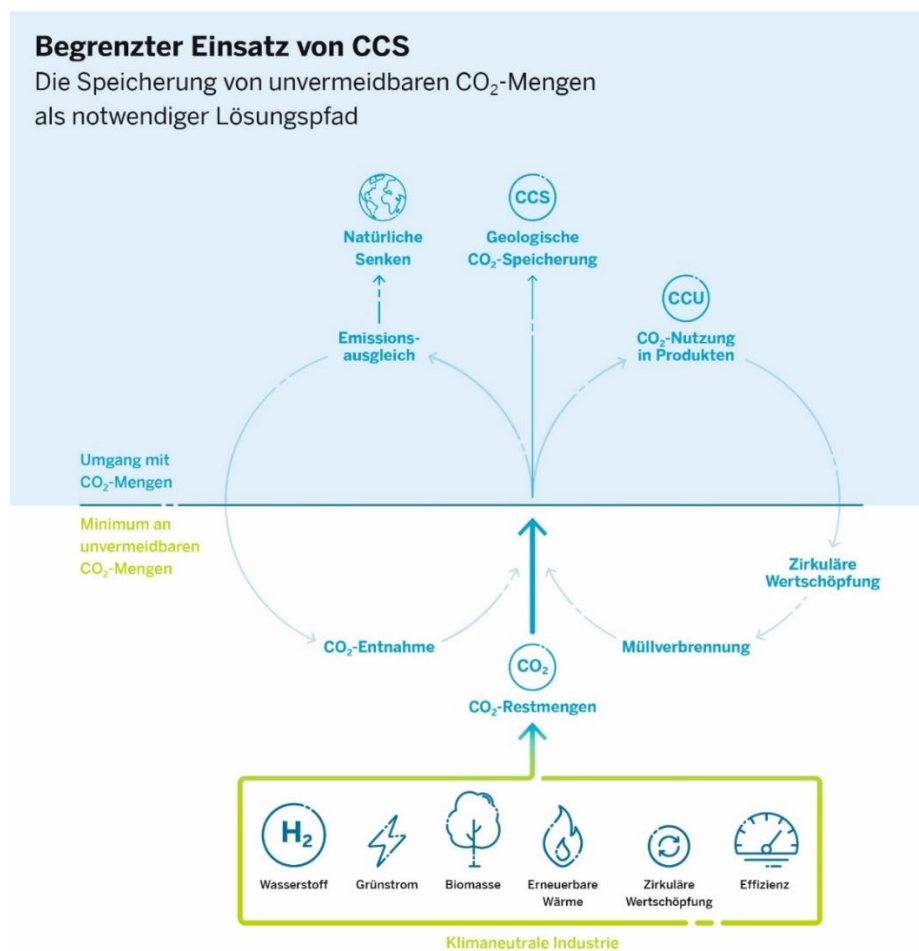 Begrenzter Einsatz von CCS
Die Speicherung von unvermeidbaren CO₂-Mengen
als notwendiger Lösungspfad
Natürliche
Senken
CCS
Geologische
CO₂-Speicherung
CCU
CO₂-Nutzung
in Produkten
Emissions-
ausgleich
Umgang mit
CO₂-Mengen
Minimum an
unvermeidbaren
CO₂-Mengen
Zirkuläre
Wertschöpfung
CO₂-Entnahme
Müllverbrennung
CO₂
CO₂-Restmengen
H₂
Wasserstoff
Grünstrom
Biomasse
Erneuerbare
Wärme
Zirkuläre
Wertschöpfung
Effizienz
Klimaneutrale Industrie